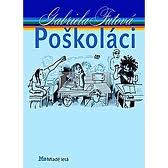 Gabriela Futová
Poškoláci
Mladé letá